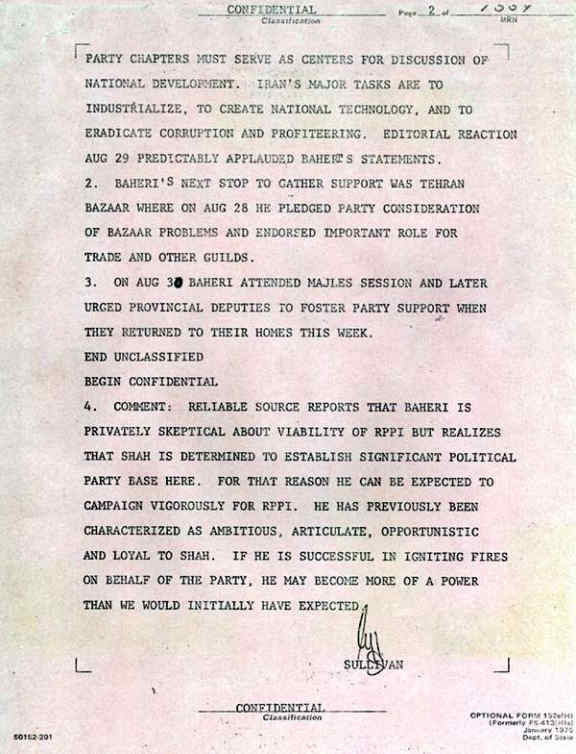 CONFIDENTIAL
Classification
Page 2 of
MRN
PARTY CHAPTERS MUST SERVE AS CENTERS FOR DISCUSSION OF
NATIONAL DEVELOPMENT. IRAN'S MAJOR TASKS ARE TO
INDUSTRIALIZE, TO CREATE NATIONAL TECHNOLOGY, AND TO
ERADICATE CORRUPTION AND PROFITEERING. EDITORIAL REACTION
AUG 29 PREDICTABLY APPLAUDED BAHERI'S STATEMENTS.
2. BAHERI'S NEXT STOP TO GATHER SUPPORT WAS TEHRAN
BAZAAR WHERE ON AUG 28 HE PLEDGED PARTY CONSIDERATION
OF BAZAAR PROBLEMS AND ENDORSED IMPORTANT ROLE FOR
TRADE AND OTHER GUILDS.
3. ON AUG 30 BAHERI ATTENDED MAJLES SESSION AND LATER
URGED PROVINCIAL DEPUTIES TO FOSTER PARTY SUPPORT WHEN
THEY RETURNED TO THEIR HOMES THIS WEEK.
END UNCLASSIFIED
BEGIN CONFIDENTIAL
4. COMMENT: RELIABLE SOURCE REPORTS THAT BAHERI IS
PRIVATELY SKEPTICAL ABOUT VIABILITY OF RPPI BUT REALIZES
THAT SHAH IS DETERMINED TO ESTABLISH SIGNIFICANT POLITICAL
PARTY BASE HERE. FOR THAT REASON HE CAN BE EXPECTED TO
CAMPAIGN VIGOROUSLY FOR RPPI. HE HAS PREVIOUSLY BEEN
CHARACTERIZED AS AMBITIOUS, ARTICULATE, OPPORTUNISTIC
AND LOYAL TO SHAH. IF HE IS SUCCESSFUL IN IGNITING FIRES
ON BEHALF OF THE PARTY, HE MAY BECOME MORE OF A POWER
THAN WE WOULD INITIALLY HAVE EXPECTED.
SULLIVAN
CONFIDENTIAL
Classification
50152-201
OPTIONAL FORM
(Formerly
January 1975
Dept. of State